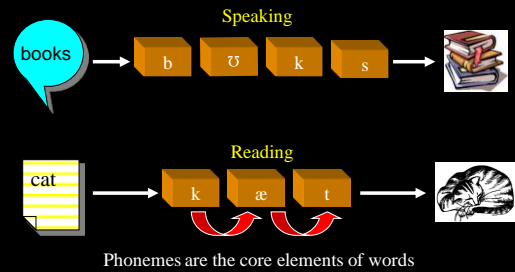 Speaking
books
b ʊ k s
Reading
cat
k æ t
Phonemes are the core elements of words